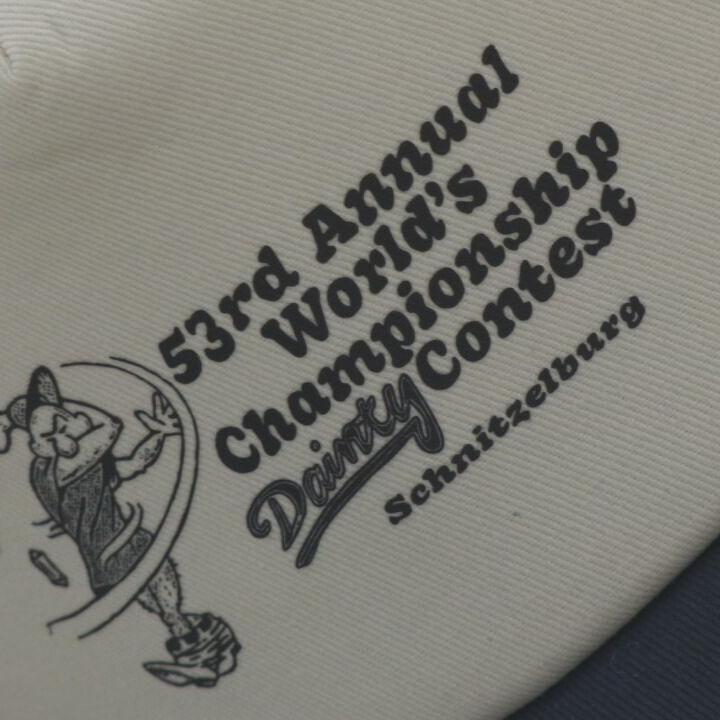 53rd Annual
World's
Championship
Dainty Contest
Schnitzelburg